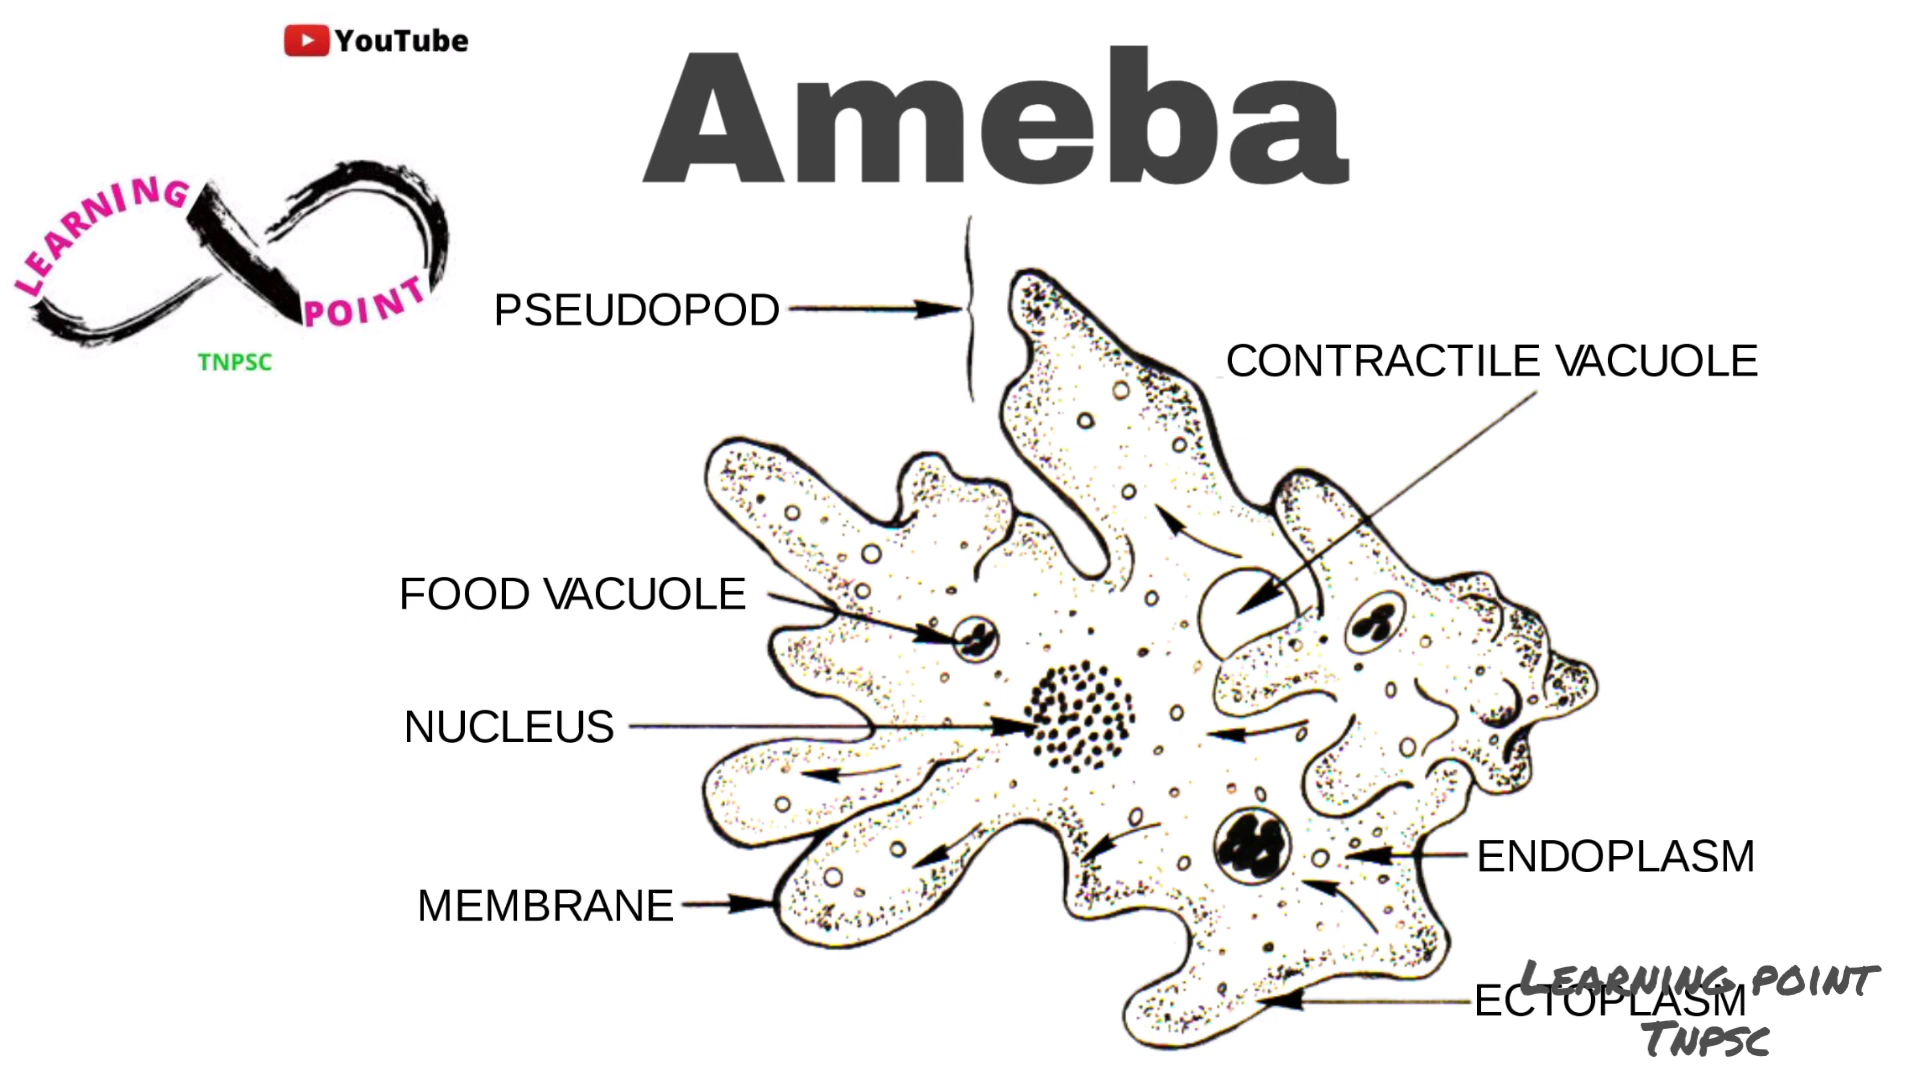 YouTube
Ameba
LEARNING
POINT
TNPSC
PSEUDOPOD
CONTRACTILE VACUOLE
FOOD VACUOLE
NUCLEUS
MEMBRANE
ENDOPLASM
ECTOPLASM
LEARNING POINT
TNPSC